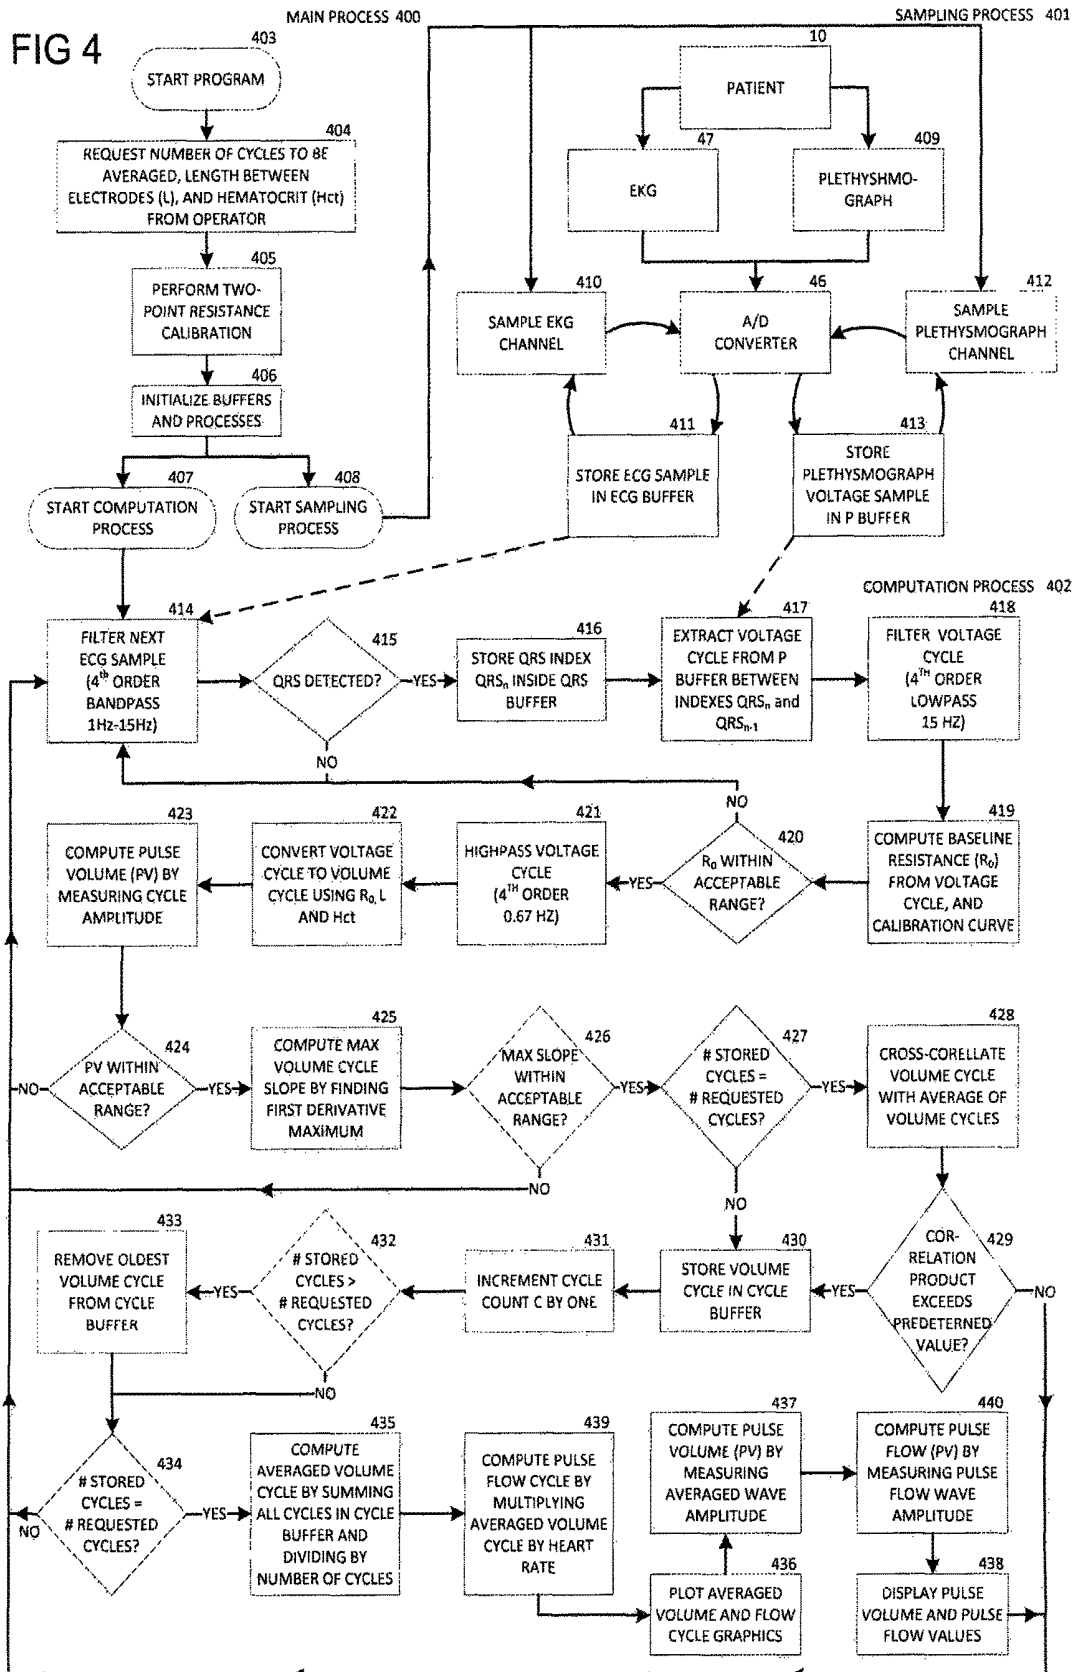 MAIN PROCESS 400
SAMPLING PROCESS 401
FIG 4
403
START PROGRAM
404
REQUEST NUMBER OF CYCLES TO BE
AVERAGED, LENGTH BETWEEN
ELECTRODES (L), AND HEMATOCRIT (Hct)
FROM OPERATOR
405
PERFORM TWO-
POINT RESISTANCE
CALIBRATION
406
INITIALIZE BUFFERS
AND PROCESSES
407
START COMPUTATION
PROCESS
408
START SAMPLING
PROCESS
10
PATIENT
47
EKG
409
PLETHYSHMO-
GRAPH
410
SAMPLE EKG
CHANNEL
46
A/D
CONVERTER
412
SAMPLE
PLETHYSMOGRAPH
CHANNEL
411
STORE ECG SAMPLE
IN ECG BUFFER
413
STORE
PLETHYSMOGRAPH
VOLTAGE SAMPLE
IN P BUFFER
COMPUTATION PROCESS 402
414
FILTER NEXT
ECG SAMPLE
(4th ORDER
BANDPASS
1Hz-15Hz)
415
QRS DETECTED?
YES
NO
416
STORE QRS INDEX
QRSn INSIDE QRS
BUFFER
417
EXTRACT VOLTAGE
CYCLE FROM P
BUFFER BETWEEN
INDEXES QRSn and
QRSn-1
418
FILTER VOLTAGE
CYCLE
(4TH ORDER
LOWPASS
15 HZ)
419
COMPUTE BASELINE
RESISTANCE (R0)
FROM VOLTAGE
CYCLE, AND
CALIBRATION CURVE
NO
420
R0 WITHIN
ACCEPTABLE
RANGE?
YES
421
HIGHPASS VOLTAGE
CYCLE
(4TH ORDER
0.67 HZ)
422
CONVERT VOLTAGE
CYCLE TO VOLUME
CYCLE USING R0, L
AND Hct
423
COMPUTE PULSE
VOLUME (PV) BY
MEASURING CYCLE
AMPLITUDE
424
PV WITHIN
ACCEPTABLE
RANGE?
NO
YES
425
COMPUTE MAX
VOLUME CYCLE
SLOPE BY FINDING
FIRST DERIVATIVE
MAXIMUM
426
MAX SLOPE
WITHIN
ACCEPTABLE
RANGE?
YES
NO
427
# STORED
CYCLES =
# REQUESTED
CYCLES?
YES
NO
428
CROSS-CORELLATE
VOLUME CYCLE
WITH AVERAGE OF
VOLUME CYCLES
429
COR-
RELATION
PRODUCT
EXCEEDS
PREDETERNED
VALUE?
YES
NO
430
STORE VOLUME
CYCLE IN CYCLE
BUFFER
431
INCREMENT CYCLE
COUNT C BY ONE
432
# STORED
CYCLES >
# REQUESTED
CYCLES?
YES
NO
433
REMOVE OLDEST
VOLUME CYCLE
FROM CYCLE
BUFFER
434
# STORED
CYCLES =
# REQUESTED
CYCLES?
NO
YES
435
COMPUTE
AVERAGED VOLUME
CYCLE BY SUMMING
ALL CYCLES IN CYCLE
BUFFER AND
DIVIDING BY
NUMBER OF CYCLES
439
COMPUTE PULSE
FLOW CYCLE BY
MULTIPLYING
AVERAGED VOLUME
CYCLE BY HEART
RATE
437
COMPUTE PULSE
VOLUME (PV) BY
MEASURING
AVERAGED WAVE
AMPLITUDE
440
COMPUTE PULSE
FLOW (PV) BY
MEASURING PULSE
FLOW WAVE
AMPLITUDE
436
PLOT AVERAGED
VOLUME AND FLOW
CYCLE GRAPHICS
438
DISPLAY PULSE
VOLUME AND PULSE
FLOW VALUES